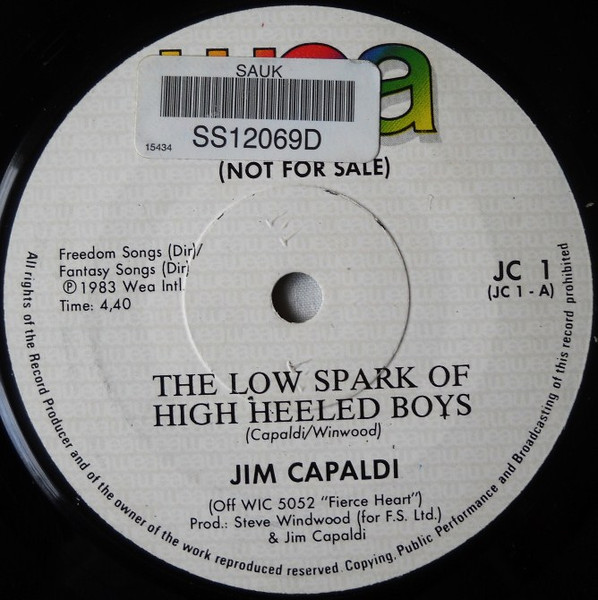 wea
SAUK
15434
SS12069D
(NOT FOR SALE)
Freedom Songs (Dir)/
Fantasy Songs (Dir)
℗ 1983 Wea Intl.
Time: 4,40
JC 1
(JC 1 - A)
THE LOW SPARK OF
HIGH HEELED BOYS
(Capaldi/Winwood)
JIM CAPALDI
(Off WIC 5052 "Fierce Heart")
Prod.: Steve Windwood (for F.S. Ltd.)
& Jim Capaldi
All rights of the Record Producer and of the owner of the work reproduced reserved. Copying, Public Performance and Broadcasting of this record prohibited